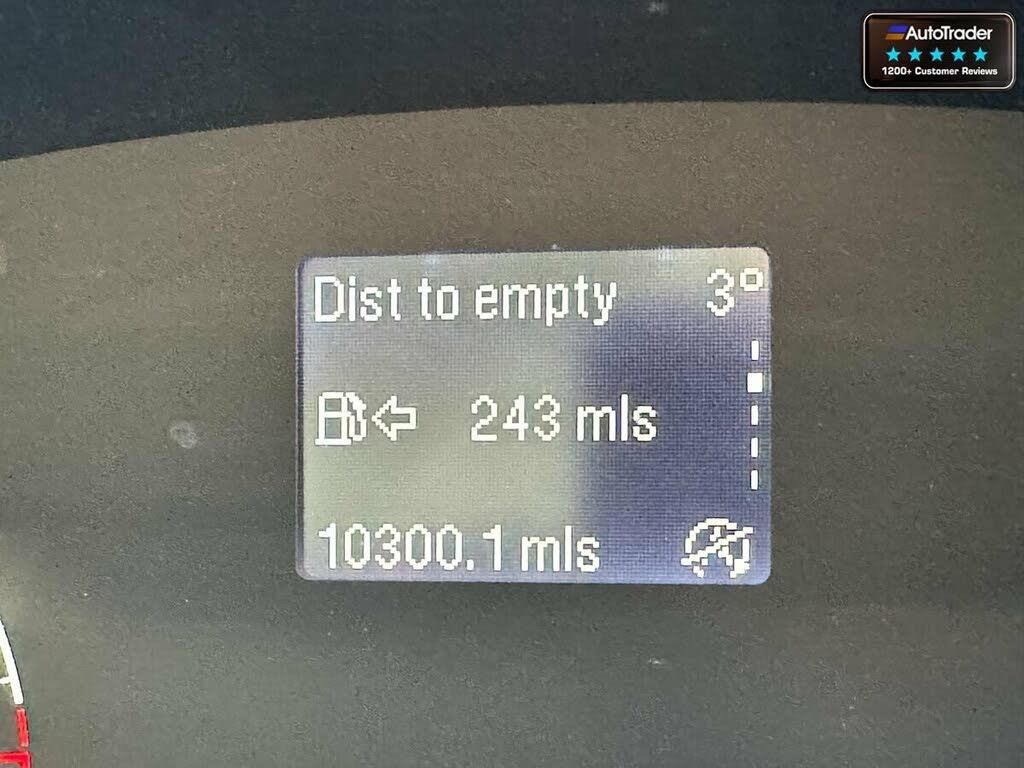 AutoTrader
1200+ Customer Reviews
Dist to empty 3°
243 mls
10300.1 mls